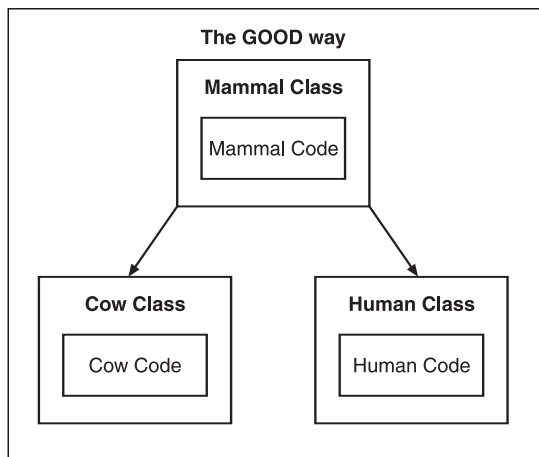 The GOOD way
Mammal Class
Mammal Code
Cow Class
Human Class
Cow Code
Human Code